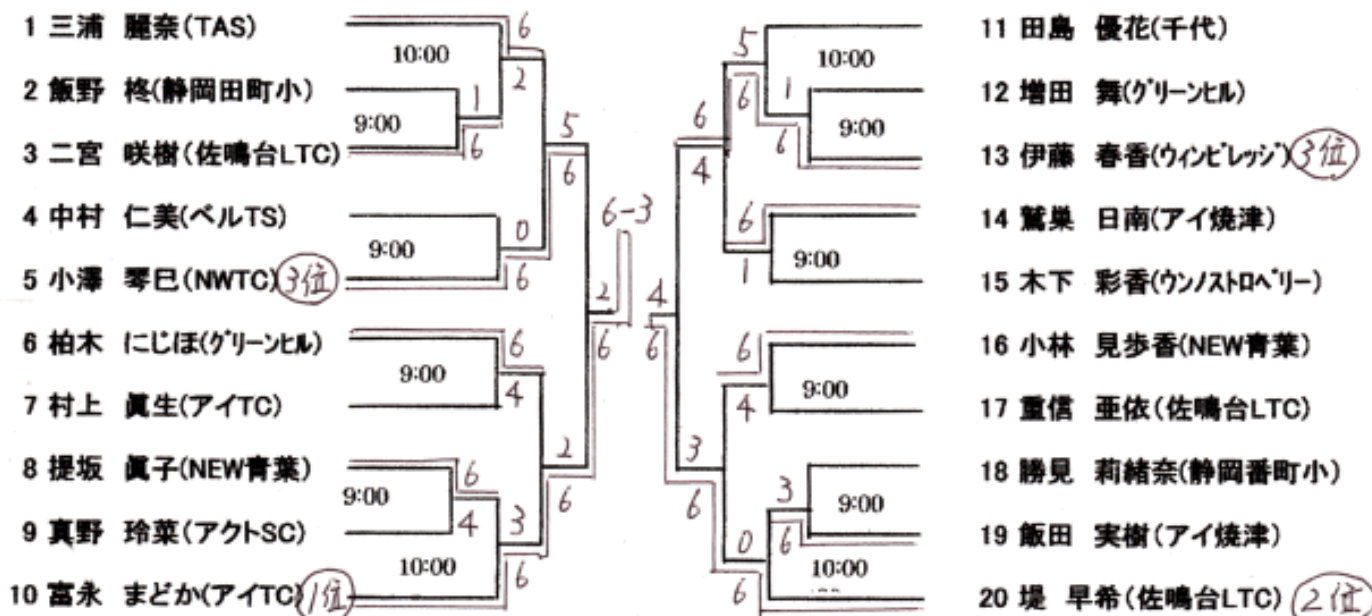 1 三浦 麗奈(TAS)
10:00
6
2
2 飯野 柊(静岡田町小)
9:00
1
6
3 二宮 咲樹(佐鳴台LTC)
5
6
4 中村 仁美(ベルTS)
9:00
0
6
5 小澤 琴巳(NWTC) 3位
6-3
2
6
6 柏木 にじほ(グリーンヒル)
9:00
6
4
7 村上 眞生(アイTC)
2
6
8 提坂 眞子(NEW青葉)
9:00
6
4
9 真野 玲菜(アクトSC)
10:00
3
6
10 富永 まどか(アイTC) 1位
11 田島 優花(千代)
10:00
5
6
12 増田 舞(グリーンヒル)
9:00
1
6
13 伊藤 春香(ウィンビレッジ) 3位
6
4
14 鷲巣 日南(アイ焼津)
9:00
6
1
15 木下 彩香(ウンノストロベリー)
4
6
16 小林 見歩香(NEW青葉)
9:00
6
4
17 重信 亜依(佐鳴台LTC)
3
6
18 勝見 莉緒奈(静岡番町小)
9:00
3
6
19 飯田 実樹(アイ焼津)
10:00
0
6
20 堤 早希(佐鳴台LTC) 2位